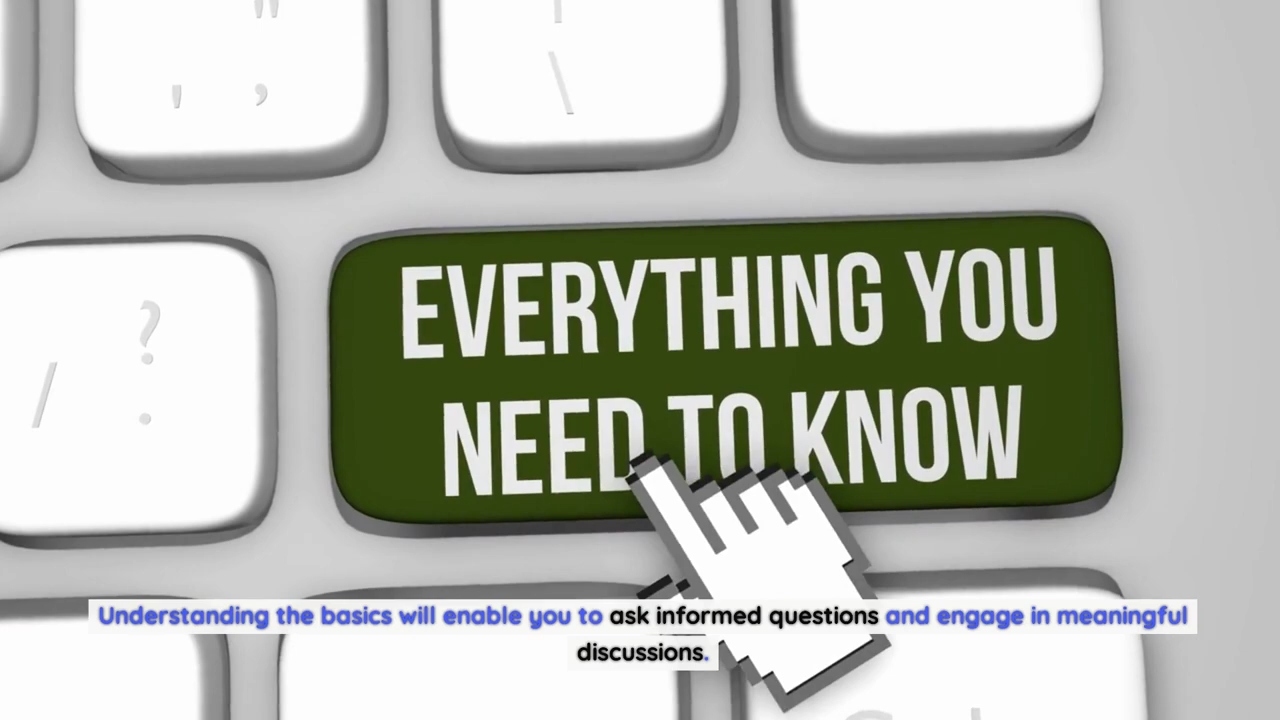 " 
' ,
|
\
EVERYTHING YOU
NEED TO KNOW
?
/ .
Understanding the basics will enable you to ask informed questions and engage in meaningful
discussions.